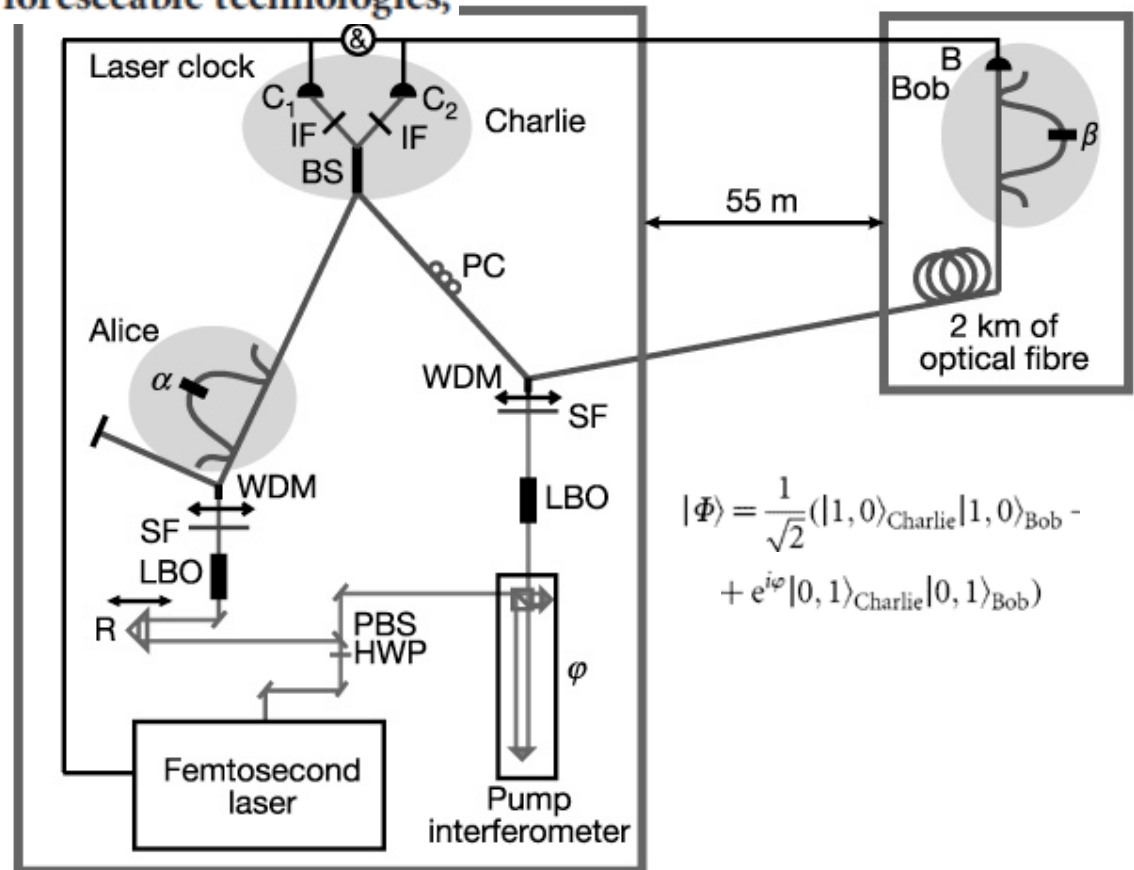 foreseeable technologies,
&
Laser clock
C₁
C₂
IF
IF
Charlie
BS
B
Bob
β
55 m
PC
2 km of
optical fibre
Alice
α
WDM
SF
WDM
SF
LBO
LBO
|Φ⟩ = 1/√2 (|1, 0⟩Charlie|1, 0⟩Bob -
+ e^{iφ}|0, 1⟩Charlie|0, 1⟩Bob)
R
PBS
HWP
φ
Femtosecond
laser
Pump
interferometer